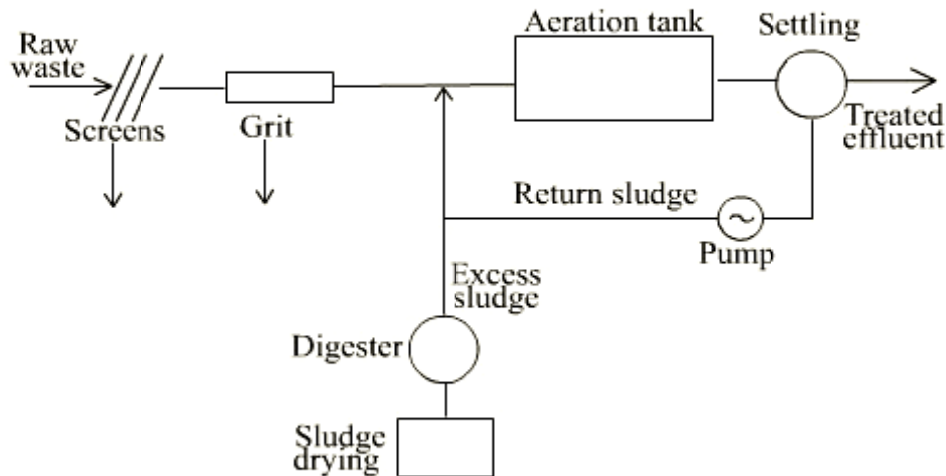 Raw
waste
Screens
Grit
Aeration tank
Settling
Treated
effluent
Return sludge
Pump
Excess
sludge
Digester
Sludge
drying